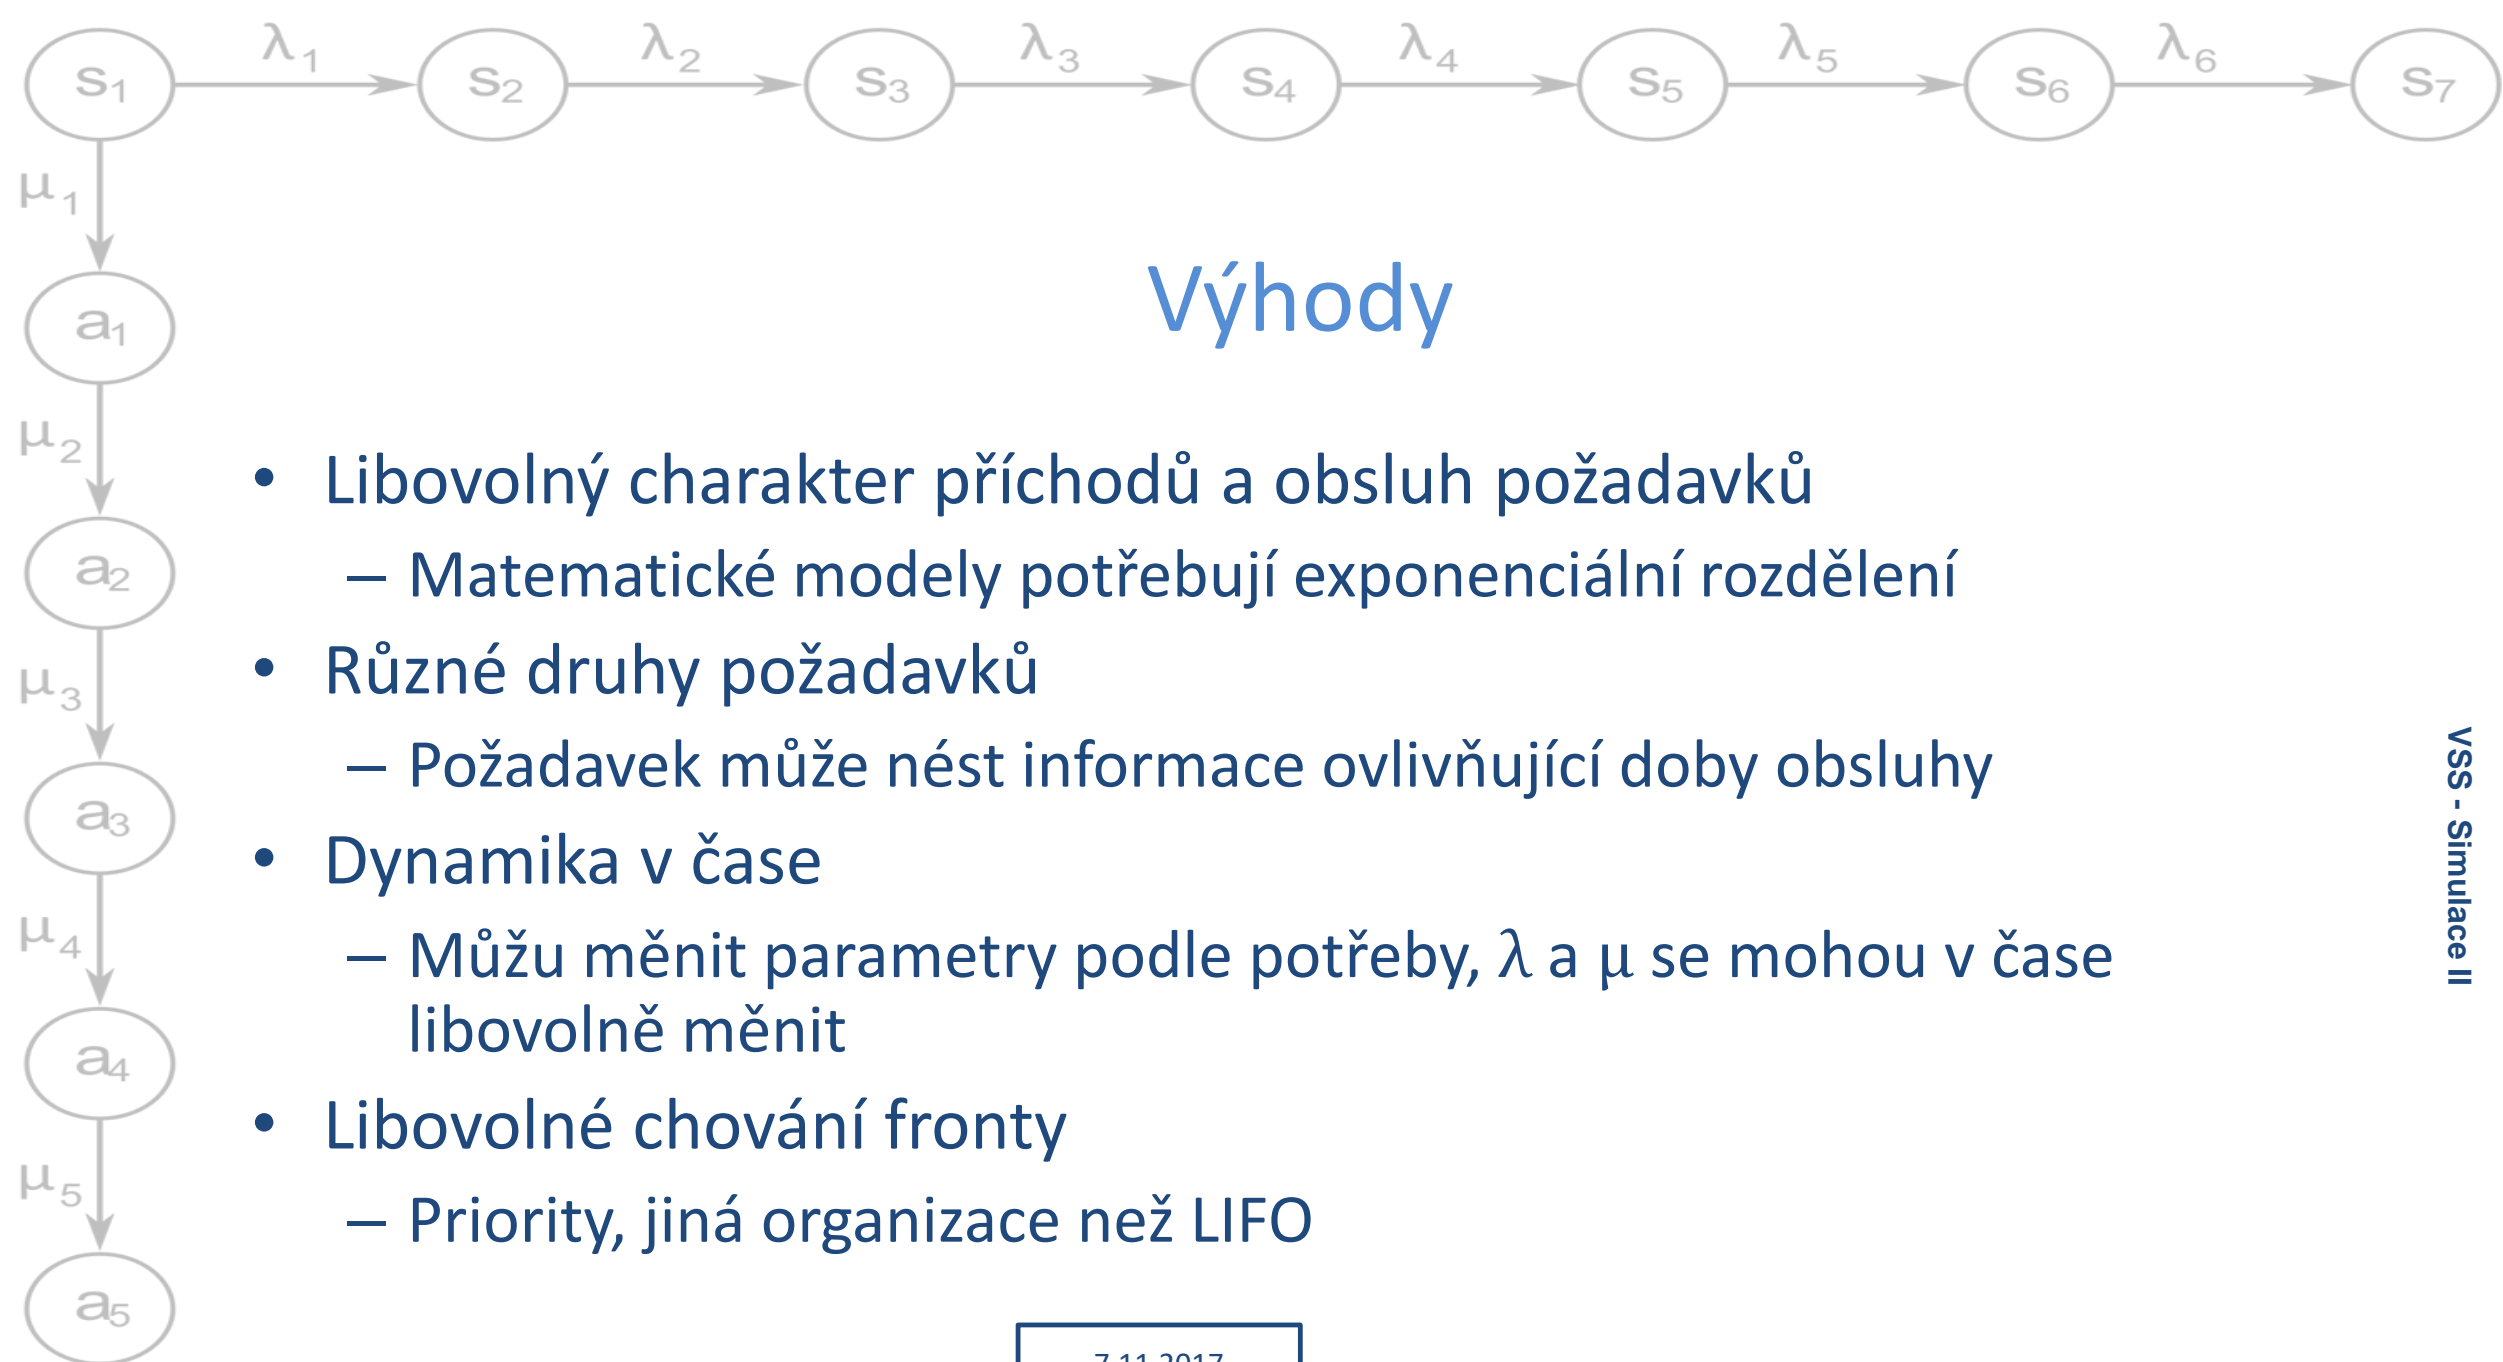 λ1 λ2 λ3 λ4 λ5 λ6
s1 s2 s3 s4 s5 s6 s7
μ1
a1
μ2
a2
μ3
a3
μ4
a4
μ5
a5
Výhody
• Libovolný charakter příchodů a obsluh požadavků
– Matematické modely potřebují exponenciální rozdělení
• Různé druhy požadavků
– Požadavek může nést informace ovlivňující doby obsluhy
• Dynamika v čase
– Můžu měnit parametry podle potřeby, λ a μ se mohou v čase
libovolně měnit
• Libovolné chování fronty
– Priority, jiná organizace než LIFO
VSS - Simulace II
7.11.2017